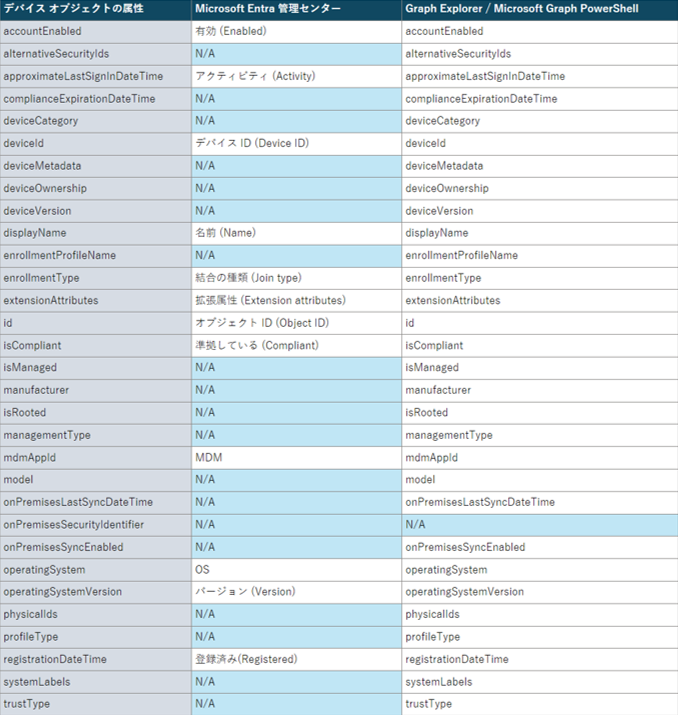 デバイス オブジェクトの属性 Microsoft Entra 管理センター Graph Explorer / Microsoft Graph PowerShell
accountEnabled 有効 (Enabled) accountEnabled
alternativeSecurityIds N/A alternativeSecurityIds
approximateLastSignInDateTime アクティビティ (Activity) approximateLastSignInDateTime
complianceExpirationDateTime N/A complianceExpirationDateTime
deviceCategory N/A deviceCategory
deviceId デバイス ID (Device ID) deviceId
deviceMetadata N/A deviceMetadata
deviceOwnership N/A deviceOwnership
deviceVersion N/A deviceVersion
displayName 名前 (Name) displayName
enrollmentProfileName N/A enrollmentProfileName
enrollmentType 結合の種類 (Join type) enrollmentType
extensionAttributes 拡張属性 (Extension attributes) extensionAttributes
id オブジェクト ID (Object ID) id
isCompliant 準拠している (Compliant) isCompliant
isManaged N/A isManaged
manufacturer N/A manufacturer
isRooted N/A isRooted
managementType N/A managementType
mdmAppId MDM mdmAppId
model N/A model
onPremisesLastSyncDateTime N/A onPremisesLastSyncDateTime
onPremisesSecurityIdentifier N/A N/A
onPremisesSyncEnabled N/A onPremisesSyncEnabled
operatingSystem OS operatingSystem
operatingSystemVersion バージョン (Version) operatingSystemVersion
physicalIds N/A physicalIds
profileType N/A profileType
registrationDateTime 登録済み(Registered) registrationDateTime
systemLabels N/A systemLabels
trustType N/A trustType